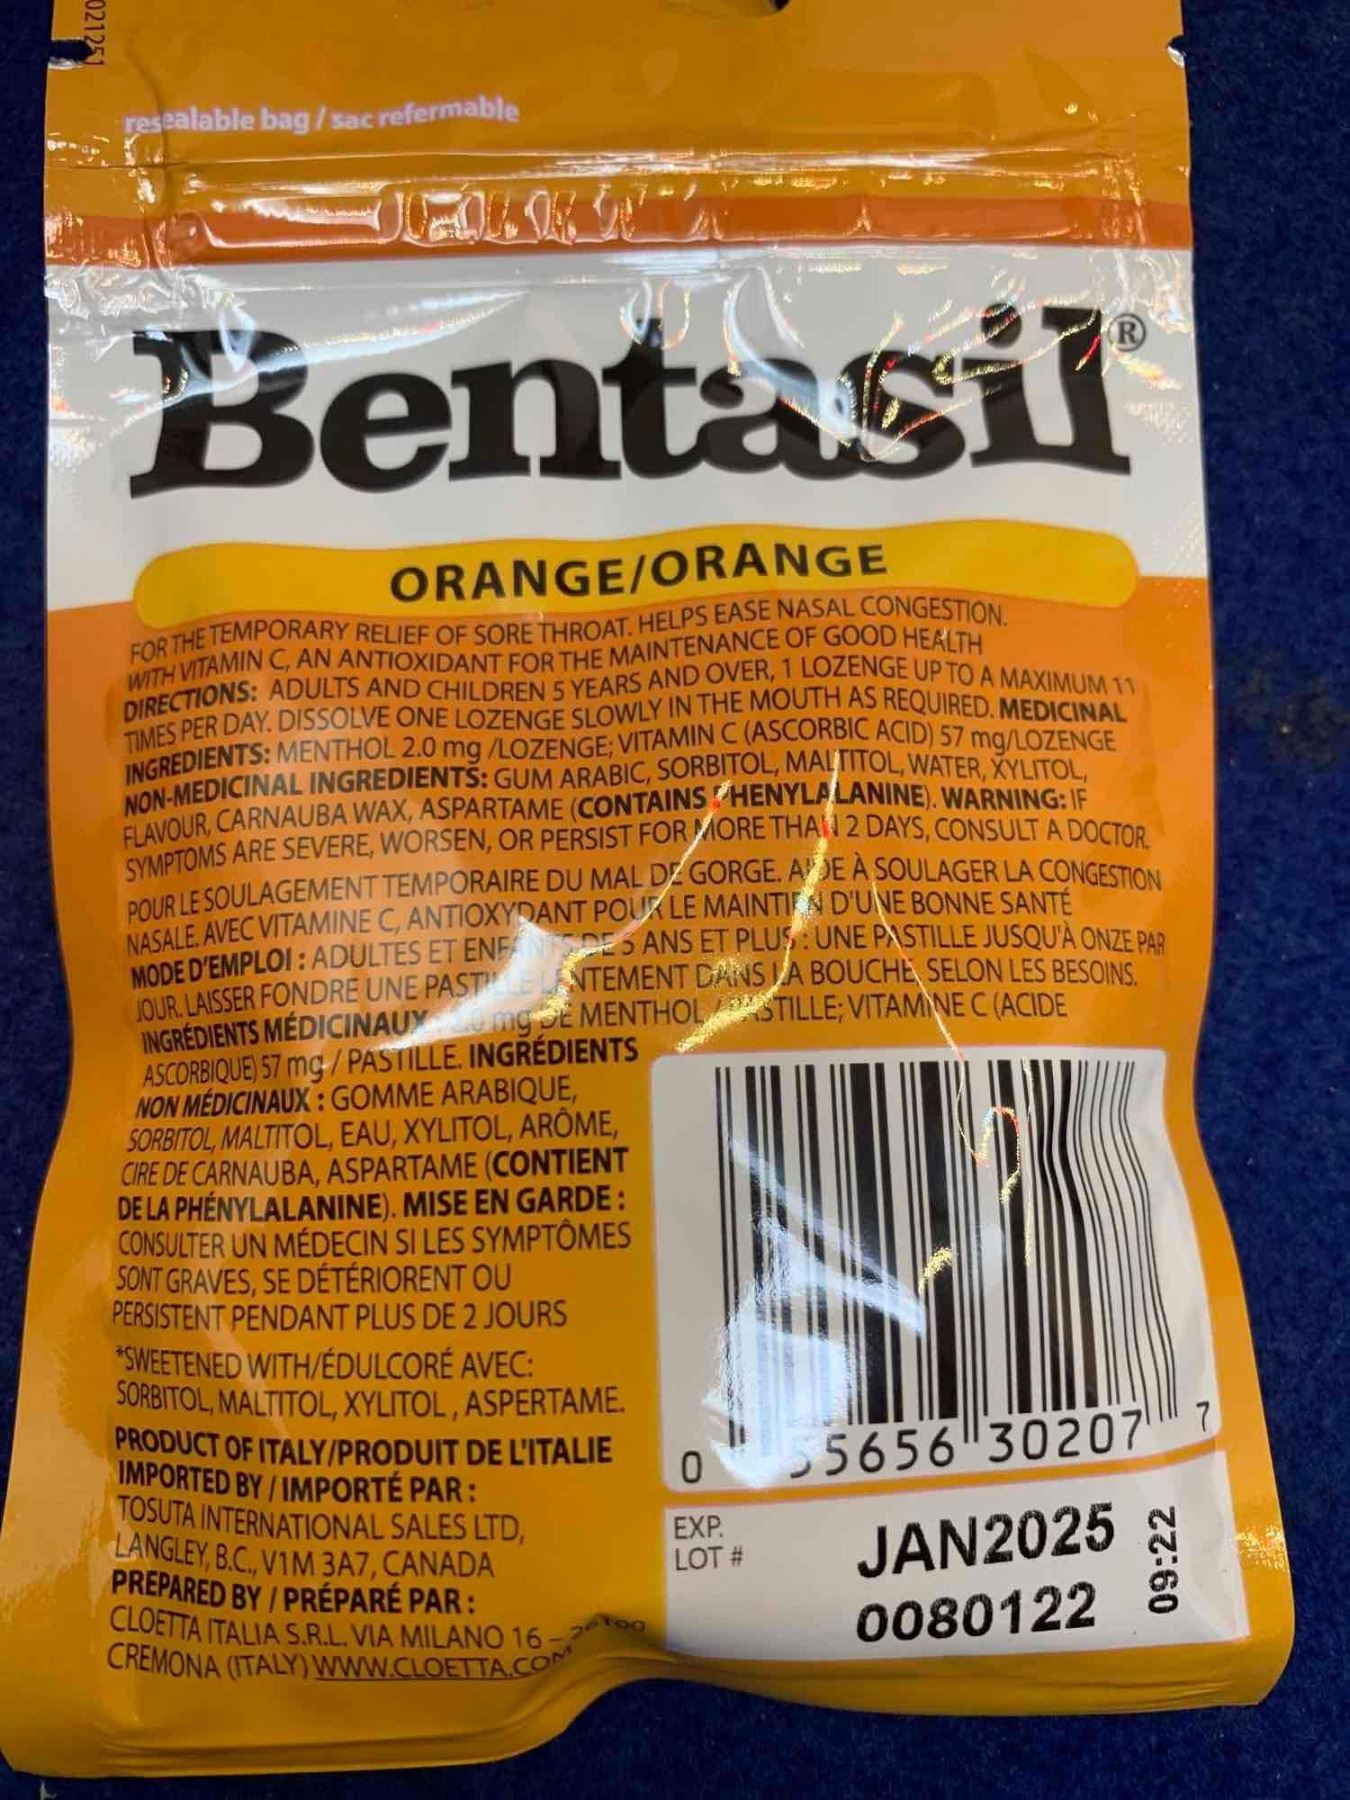 021251
resealable bag / sac refermable
Bentasil®
ORANGE/ORANGE
FOR THE TEMPORARY RELIEF OF SORE THROAT. HELPS EASE NASAL CONGESTION.
WITH VITAMIN C, AN ANTIOXIDANT FOR THE MAINTENANCE OF GOOD HEALTH
DIRECTIONS: ADULTS AND CHILDREN 5 YEARS AND OVER, 1 LOZENGE UP TO A MAXIMUM 11
TIMES PER DAY. DISSOLVE ONE LOZENGE SLOWLY IN THE MOUTH AS REQUIRED. MEDICINAL
INGREDIENTS: MENTHOL 2.0 mg /LOZENGE; VITAMIN C (ASCORBIC ACID) 57 mg/LOZENGE
NON-MEDICINAL INGREDIENTS: GUM ARABIC, SORBITOL, MALTITOL, WATER, XYLITOL,
FLAVOUR, CARNAUBA WAX, ASPARTAME (CONTAINS PHENYLALANINE). WARNING: IF
SYMPTOMS ARE SEVERE, WORSEN, OR PERSIST FOR MORE THAN 2 DAYS, CONSULT A DOCTOR.
POUR LE SOULAGEMENT TEMPORAIRE DU MAL DE GORGE. AIDE À SOULAGER LA CONGESTION
NASALE. AVEC VITAMINE C, ANTIOXYDANT POUR LE MAINTIEN D'UNE BONNE SANTÉ
MODE D'EMPLOI : ADULTES ET ENFANTS DE 5 ANS ET PLUS : UNE PASTILLE JUSQU'À ONZE PAR
JOUR. LAISSER FONDRE UNE PASTILLE LENTEMENT DANS LA BOUCHE, SELON LES BESOINS.
INGRÉDIENTS MÉDICINAUX mg DE MENTHOL / PASTILLE; VITAMINE C (ACIDE
ASCORBIQUE) 57 mg / PASTILLE. INGRÉDIENTS
NON MÉDICINAUX : GOMME ARABIQUE,
SORBITOL, MALTITOL, EAU, XYLITOL, ARÔME,
CIRE DE CARNAUBA, ASPARTAME (CONTIENT
DE LA PHÉNYLALANINE). MISE EN GARDE :
CONSULTER UN MÉDECIN SI LES SYMPTÔMES
SONT GRAVES, SE DÉTÉRIORENT OU
PERSISTENT PENDANT PLUS DE 2 JOURS
*SWEETENED WITH/ÉDULCORÉ AVEC:
SORBITOL, MALTITOL, XYLITOL , ASPERTAME.
PRODUCT OF ITALY/PRODUIT DE L'ITALIE
IMPORTED BY / IMPORTÉ PAR :
TOSUTA INTERNATIONAL SALES LTD,
LANGLEY, B.C., V1M 3A7, CANADA
PREPARED BY / PRÉPARÉ PAR :
CLOETTA ITALIA S.R.L. VIA MILANO 16 – 26100
CREMONA (ITALY) WWW.CLOETTA.COM
0 55656 30207 7
EXP. JAN2025
LOT # 0080122
09:22